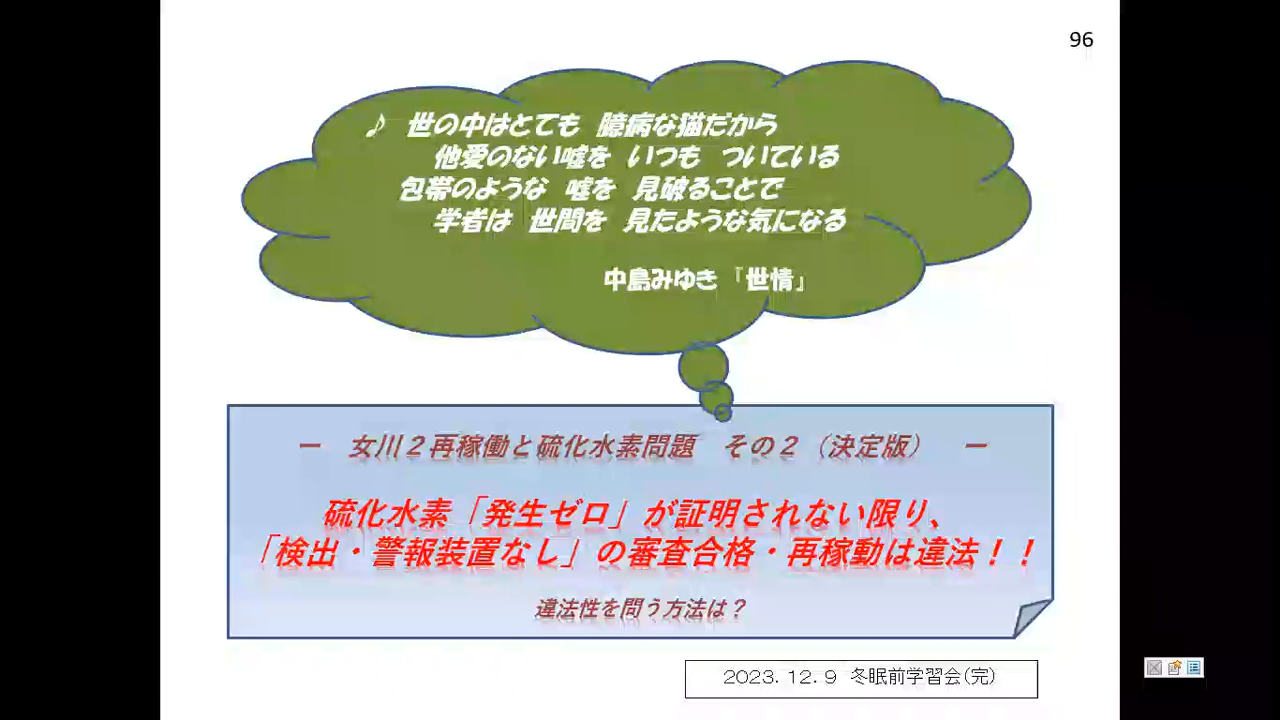 96
♪ 世の中はとても 臆病な猫だから
他愛のない嘘を いつも ついている
包帯のような 嘘を 見破ることで
学者は 世間を 見たような気になる
中島みゆき「世情」
ー 女川２再稼働と硫化水素問題 その２（決定版） ー
硫化水素「発生ゼロ」が証明されない限り、
「検出・警報装置なし」の審査合格・再稼動は違法！！
違法性を問う方法は？
2023.12.9 冬眠前学習会(完)